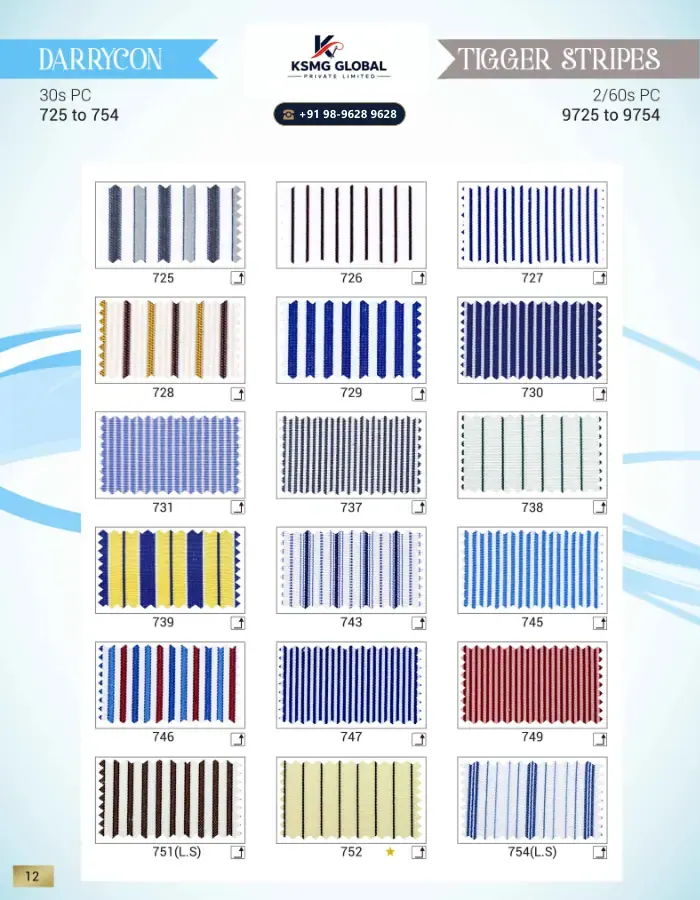 DARRYCON
KSMG GLOBAL
PRIVATE LIMITED
TIGGER STRIPES
30s PC
725 to 754
+91 98-9628 9628
2/60s PC
9725 to 9754
725
726
727
728
729
730
731
737
738
739
743
745
746
747
749
751(L.S)
752
754(L.S)
12